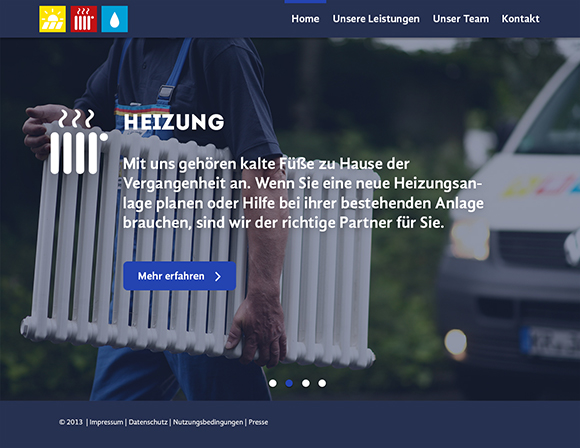 Home Unsere Leistungen Unser Team Kontakt
HEIZUNG
Mit uns gehören kalte Füße zu Hause der
Vergangenheit an. Wenn Sie eine neue Heizungsan-
lage planen oder Hilfe bei ihrer bestehenden Anlage
brauchen, sind wir der richtige Partner für Sie.
Mehr erfahren
© 2013 | Impressum | Datenschutz | Nutzungsbedingungen | Presse